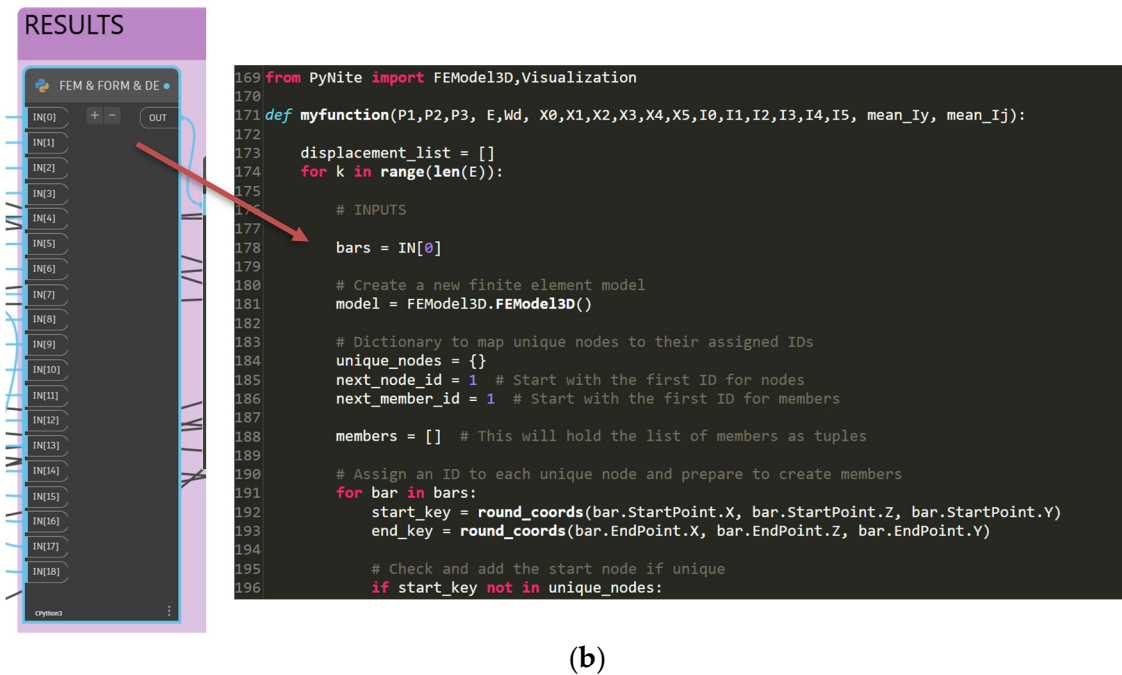 RESULTS
FEM & FORM & DE
IN[0] + - OUT
IN[1]
IN[2]
IN[3]
IN[4]
IN[5]
IN[6]
IN[7]
IN[8]
IN[9]
IN[10]
IN[11]
IN[12]
IN[13]
IN[14]
IN[15]
IN[16]
IN[17]
IN[18]
CPython3
169 from PyNite import FEModel3D,Visualization
170
171 def myfunction(P1,P2,P3, E,Wd, X0,X1,X2,X3,X4,X5,I0,I1,I2,I3,I4,I5, mean_Iy, mean_Ij):
172
173     displacement_list = []
174     for k in range(len(E)):
175
176         # INPUTS
177
178         bars = IN[0]
179
180         # Create a new finite element model
181         model = FEModel3D.FEModel3D()
182
183         # Dictionary to map unique nodes to their assigned IDs
184         unique_nodes = {}
185         next_node_id = 1  # Start with the first ID for nodes
186         next_member_id = 1  # Start with the first ID for members
187
188         members = []  # This will hold the list of members as tuples
189
190         # Assign an ID to each unique node and prepare to create members
191         for bar in bars:
192             start_key = round_coords(bar.StartPoint.X, bar.StartPoint.Z, bar.StartPoint.Y)
193             end_key = round_coords(bar.EndPoint.X, bar.EndPoint.Z, bar.EndPoint.Y)
194
195             # Check and add the start node if unique
196             if start_key not in unique_nodes:
(b)